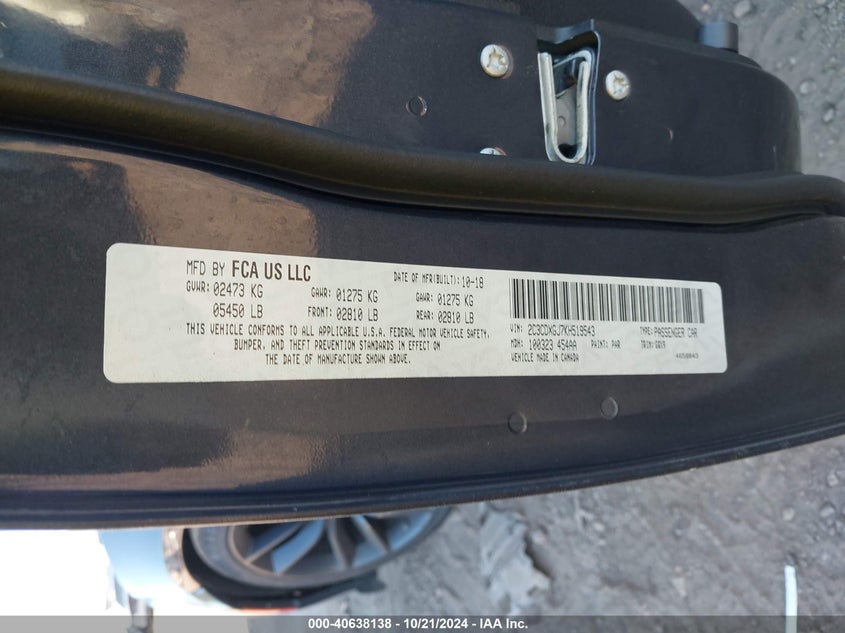 MFD BY FCA US LLC
DATE OF MFR(BUILT): 10-18
GVWR: 02473 KG GAWR: 01275 KG GAWR: 01275 KG
05450 LB FRONT: 02810 LB REAR: 02810 LB
THIS VEHICLE CONFORMS TO ALL APPLICABLE U.S.A. FEDERAL MOTOR VEHICLE SAFETY,
BUMPER, AND THEFT PREVENTION STANDARDS IN EFFECT ON
THE DATE OF MANUFACTURE SHOWN ABOVE.
VIN: 2C3CDXGJ7KH519543 TYPE: PASSENGER CAR
MDH: 100323 454AA PAINT: PAR TRIM: GBX9
VEHICLE MADE IN CANADA
000-40638138 - 10/21/2024 - IAA Inc.